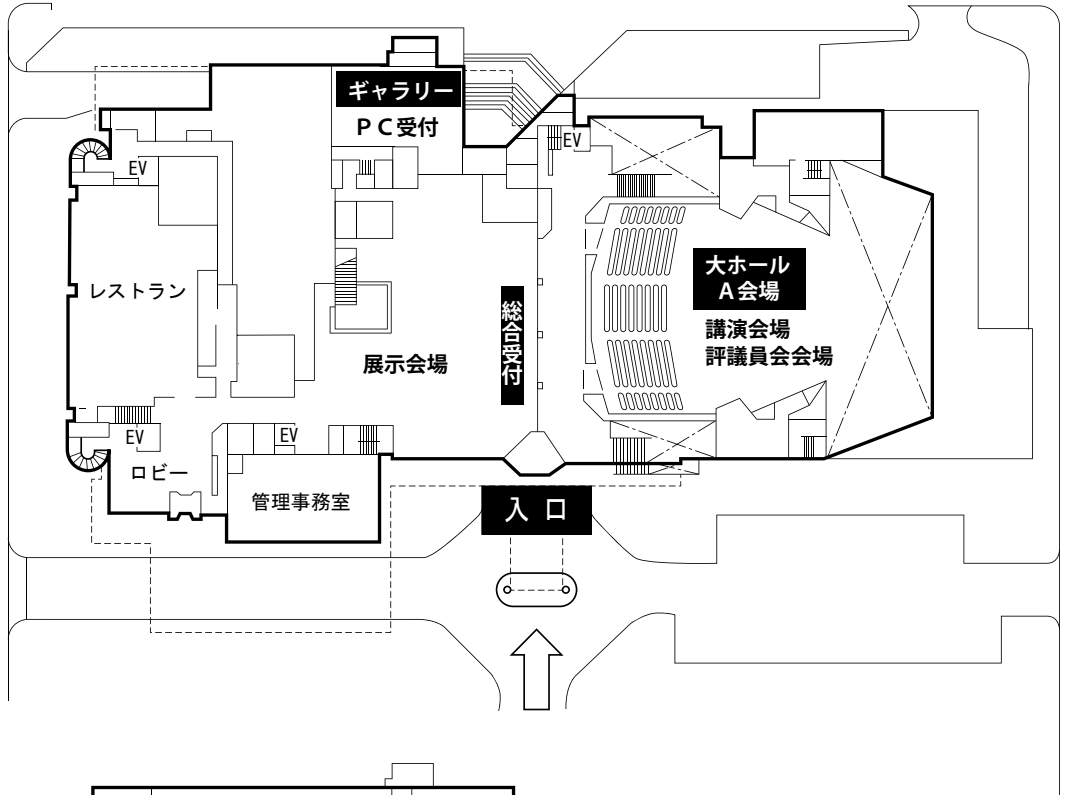 ギャラリー
ＰＣ受付
EV
EV
大ホール
Ａ会場
レストラン
総合受付
講演会場
評議員会会場
展示会場
EV
EV
ロビー
管理事務室
入口